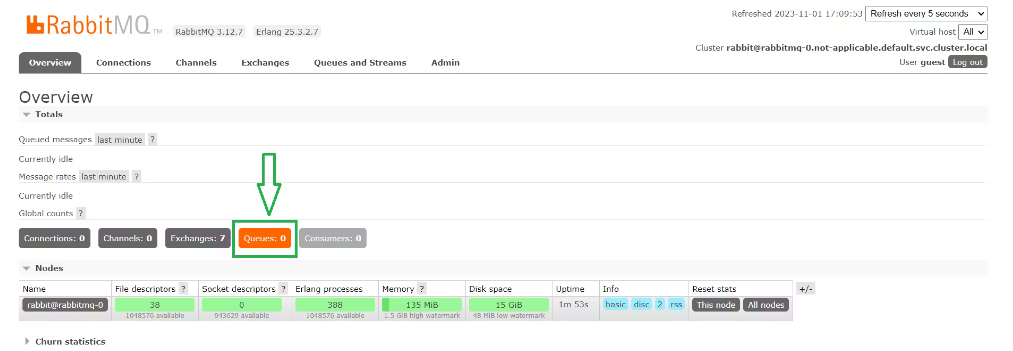 Refreshed 2023-11-01 17:09:53 Refresh every 5 seconds
RabbitMQ TM RabbitMQ 3.12.7 Erlang 25.3.2.7
Virtual host All
Cluster rabbit@rabbitmq-0.not-applicable.default.svc.cluster.local
User guest Log out
Overview Connections Channels Exchanges Queues and Streams Admin
Overview
Totals
Queued messages last minute ?
Currently idle
Message rates last minute ?
Currently idle
Global counts ?
Connections: 0 Channels: 0 Exchanges: 7 Queues: 0 Consumers: 0
Nodes
Name File descriptors ? Socket descriptors ? Erlang processes Memory ? Disk space Uptime Info Reset stats +/-
rabbit@rabbitmq-0 38 0 388 135 MiB 15 GiB 1m 53s basic disc 2 rss This node All nodes
1048576 available 943629 available 1048576 available 1.5 GiB high watermark 48 MiB low watermark
Churn statistics